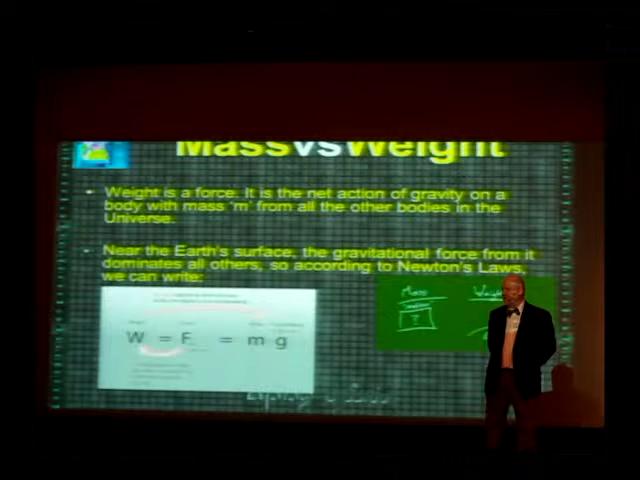 Mass vs Weight
• Weight is a force. It is the net action of gravity on a
body with mass 'm' from all the other bodies in the
Universe.
• Near the Earth's surface, the gravitational force from it
dominates all others, so according to Newton's Laws,
we can write:
Mass Weight
?
W = F = m g